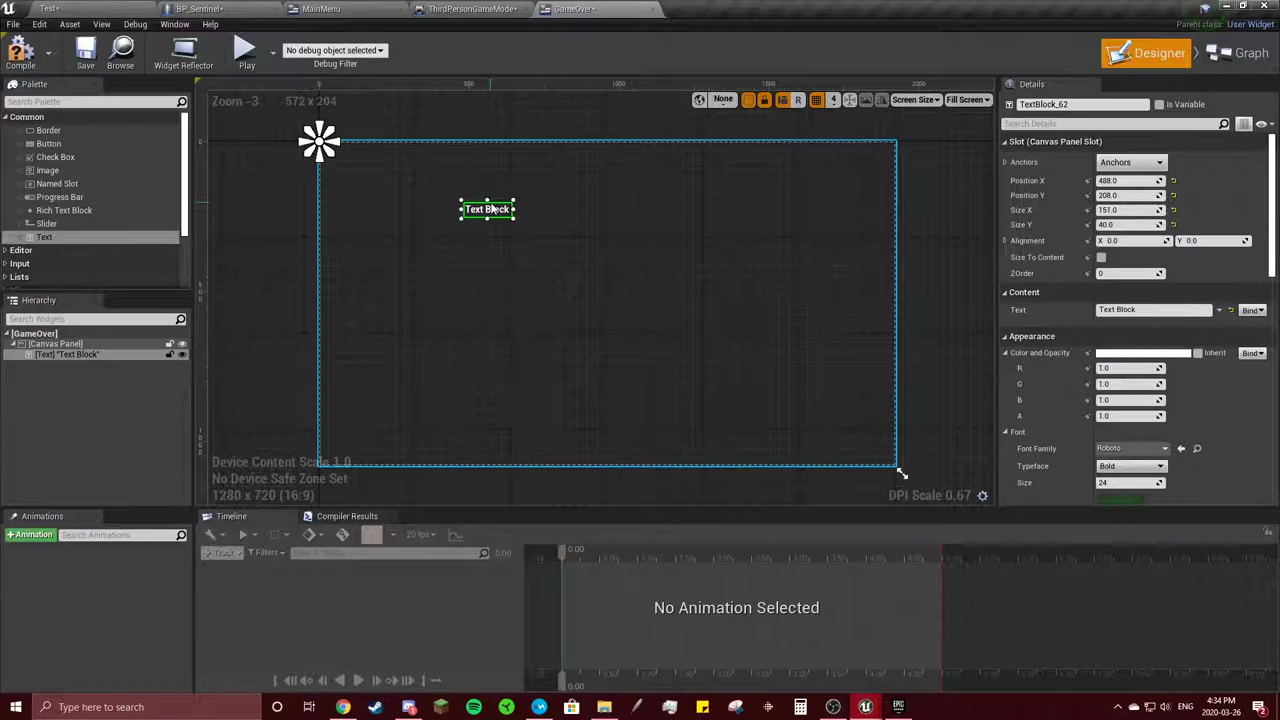 Test*
BP_Sentinel*
MainMenu
ThirdPersonGameMode*
GameOver*
File Edit Asset View Debug Window Help
Parent class: User Widget
Compile
Save
Browse
Widget Reflector
Play
No debug object selected
Debug Filter
Designer
Graph
Palette
Search Palette
Common
Border
Button
Check Box
Image
Named Slot
Progress Bar
Rich Text Block
Slider
Text
Editor
Input
Lists
Hierarchy
Search Widgets
[GameOver]
[Canvas Panel]
[Text] "Text Block"
0 500 1000 1500 2000
Zoom -3
572 x 204
None
R
4
Screen Size
Fill Screen
Text Block
Device Content Scale 1.0
No Device Safe Zone Set
1280 x 720 (16:9)
DPI Scale 0.67
Details
TextBlock_62
Is Variable
Search Details
Slot (Canvas Panel Slot)
Anchors Anchors
Position X 488.0
Position Y 208.0
Size X 151.0
Size Y 40.0
Alignment X 0.0 Y 0.0
Size To Content
ZOrder 0
Content
Text Text Block Bind
Appearance
Color and Opacity Inherit Bind
R 1.0
G 1.0
B 1.0
A 1.0
Font
Font Family Roboto
Typeface Bold
Size 24
Animations
+Animation
Search Animations
Timeline
Compiler Results
20 fps
Filters
0.00
0.00
No Animation Selected
0.00
Type here to search
4:34 PM
2020-03-26